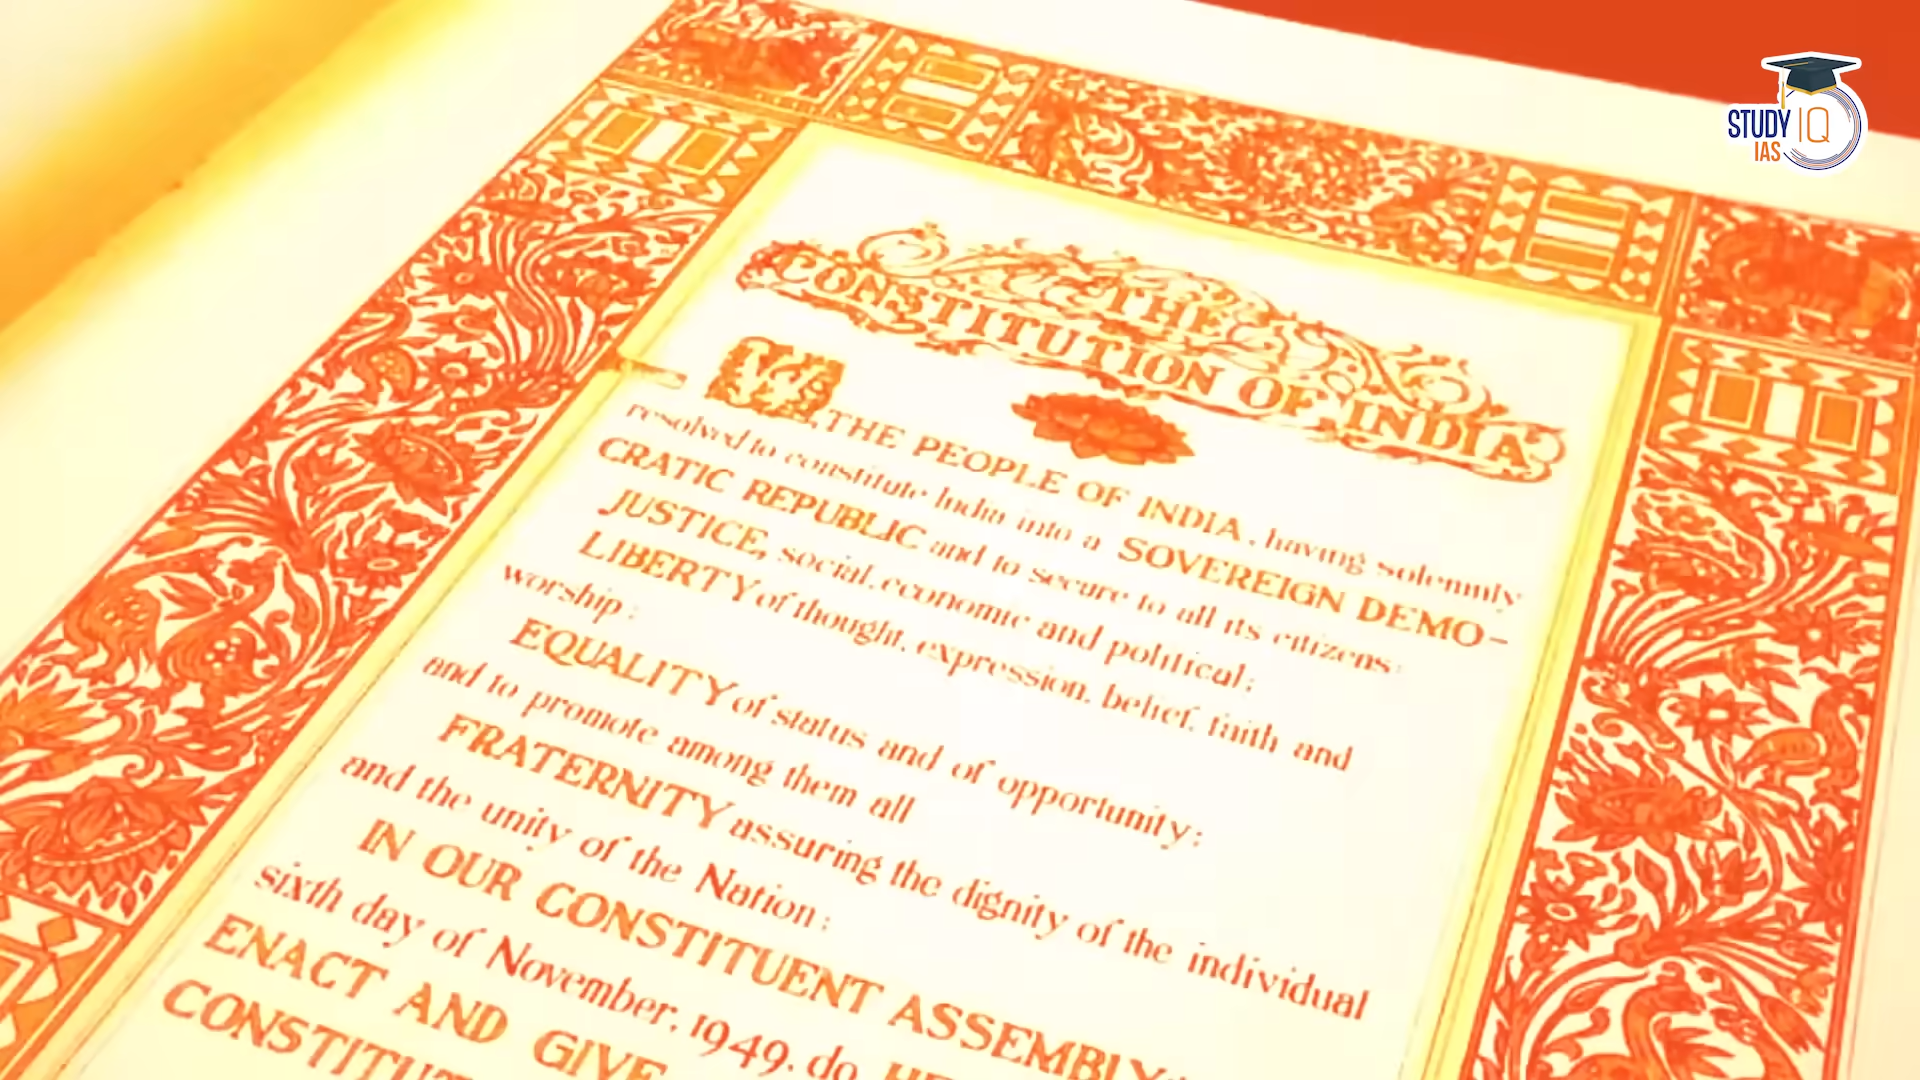 STUDY IQ
IAS
THE
CONSTITUTION OF INDIA
WE, THE PEOPLE OF INDIA, having solemnly
resolved to constitute India into a SOVEREIGN DEMO-
CRATIC REPUBLIC and to secure to all its citizens:
JUSTICE, social, economic and political;
LIBERTY of thought, expression, belief, faith and
worship;
EQUALITY of status and of opportunity;
and to promote among them all
FRATERNITY assuring the dignity of the individual
and the unity of the Nation;
IN OUR CONSTITUENT ASSEMBLY
sixth day of November, 1949, do
ENACT AND GIVE